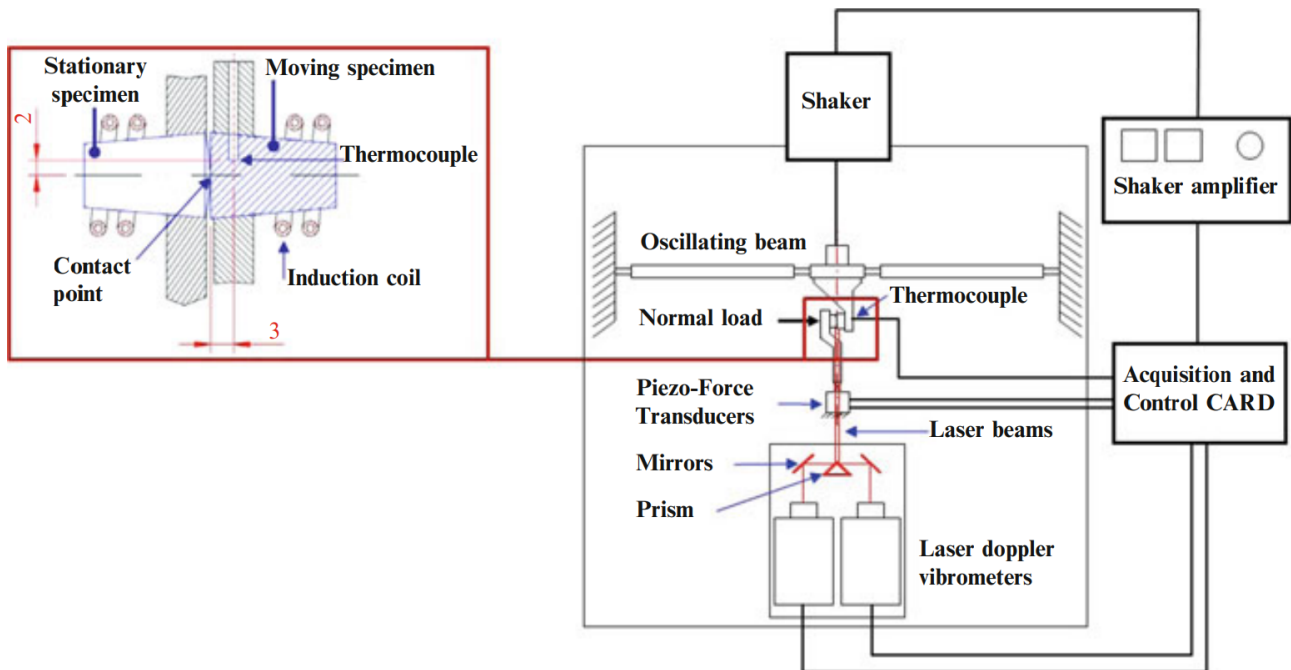 Stationary
specimen
Moving specimen
2
Thermocouple
Contact
point
Induction coil
3
Shaker
Shaker amplifier
Oscillating beam
Thermocouple
Normal load
Acquisition and
Control CARD
Piezo-Force
Transducers
Laser beams
Mirrors
Prism
Laser doppler
vibrometers